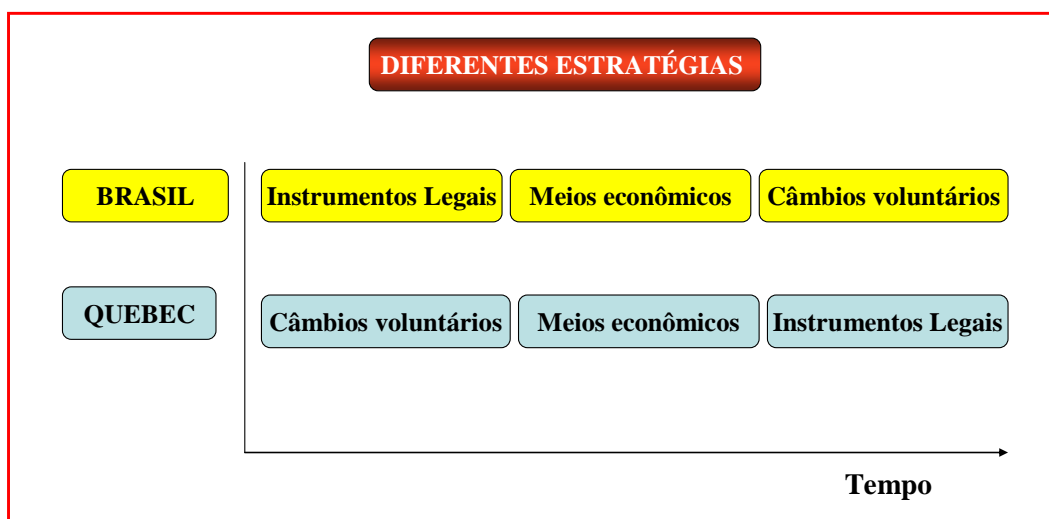 DIFERENTES ESTRATÉGIAS
BRASIL
Instrumentos Legais
Meios econômicos
Câmbios voluntários
QUEBEC
Câmbios voluntários
Meios econômicos
Instrumentos Legais
Tempo